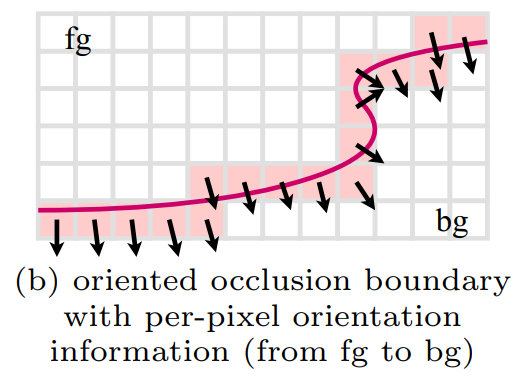 fg
bg
(b) oriented occlusion boundary
with per-pixel orientation
information (from fg to bg)